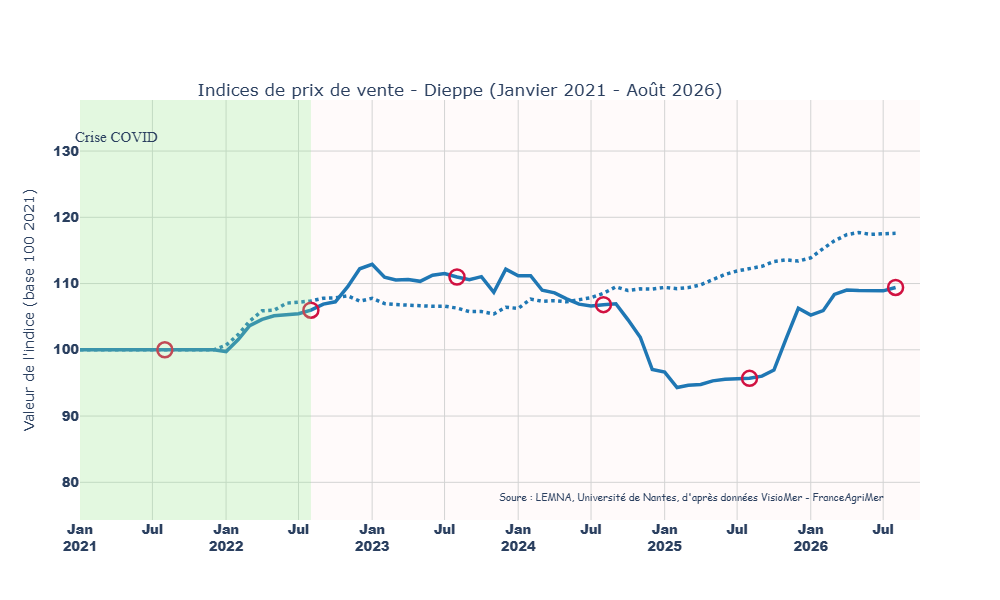 Indices de prix de vente - Dieppe (Janvier 2021 - Août 2026)
Crise COVID
Valeur de l'indice (base 100 2021)
130
120
110
100
90
80
Soure : LEMNA, Université de Nantes, d'après données VisioMer - FranceAgriMer
Jan Jul Jan Jul Jan Jul Jan Jul Jan Jul Jan Jul
2021 2022 2023 2024 2025 2026